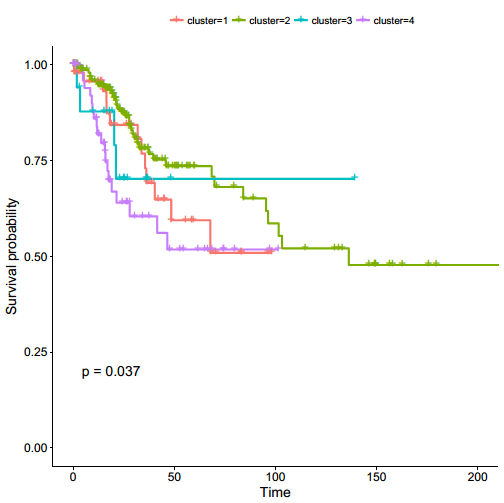 cluster=1 cluster=2 cluster=3 cluster=4
1.00
0.75
0.50
0.25
0.00
Survival probability
p = 0.037
0 50 100 150 200
Time